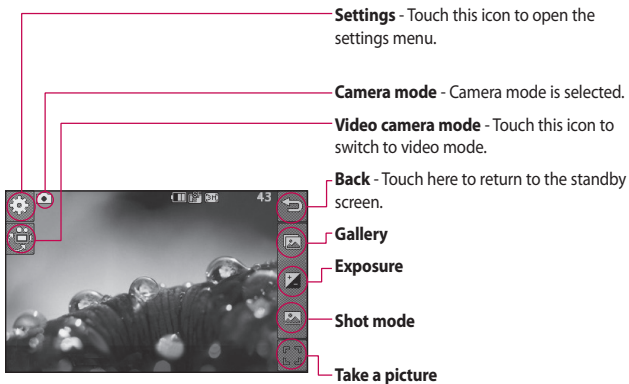 Settings - Touch this icon to open the
settings menu.
Camera mode - Camera mode is selected.
Video camera mode - Touch this icon to
switch to video mode.
Back - Touch here to return to the standby
screen.
43
Gallery
Exposure
Shot mode
Take a picture